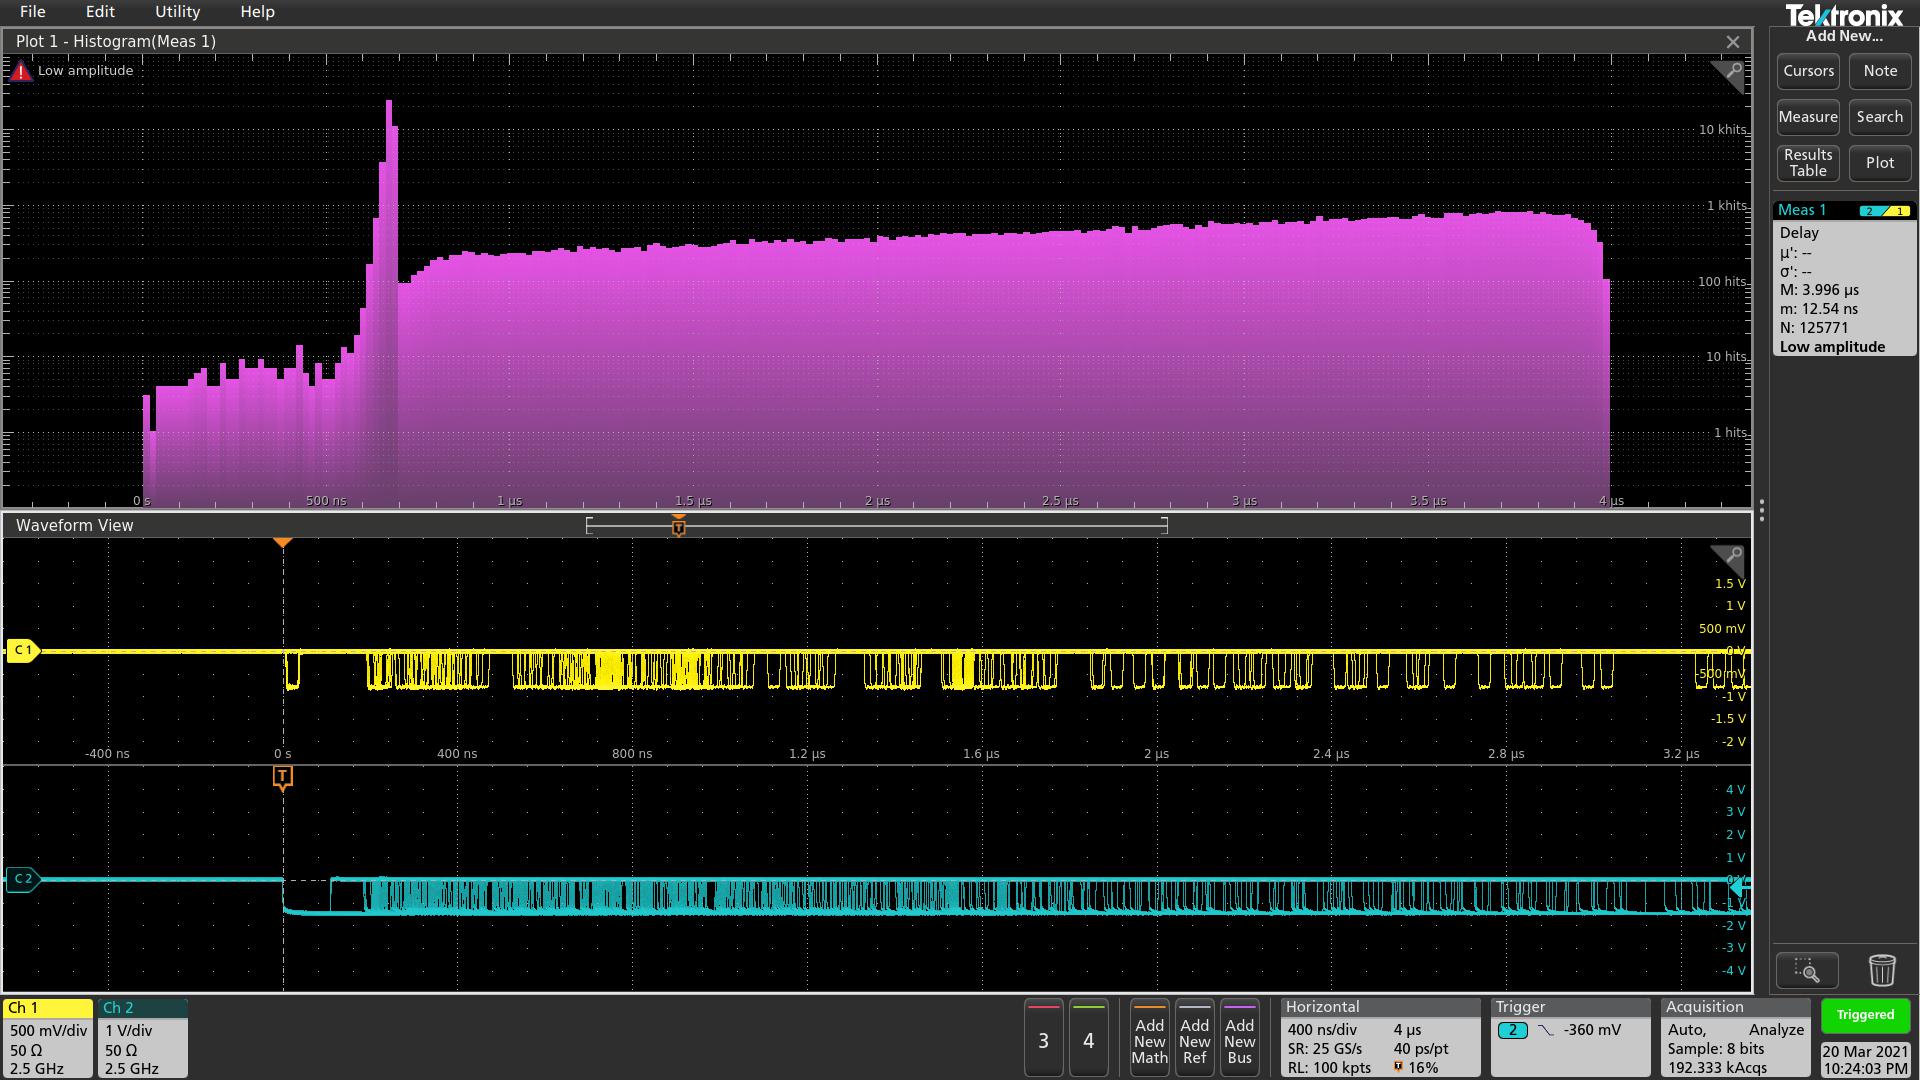 File Edit Utility Help
Tektronix
Add New...
Plot 1 - Histogram(Meas 1)
Low amplitude
10 khits
1 khits
100 hits
10 hits
1 hits
0 s 500 ns 1 µs 1.5 µs 2 µs 2.5 µs 3 µs 3.5 µs 4 µs
Cursors Note
Measure Search
Results Table Plot
Meas 1 2 1
Delay
µ': --
σ': --
M: 3.996 µs
m: 12.54 ns
N: 125771
Low amplitude
Waveform View
T
C 1
1.5 V
1 V
500 mV
0 V
-500 mV
-1 V
-1.5 V
-2 V
-400 ns 0 s 400 ns 800 ns 1.2 µs 1.6 µs 2 µs 2.4 µs 2.8 µs 3.2 µs
T
C 2
4 V
3 V
2 V
1 V
0 V
-1 V
-2 V
-3 V
-4 V
Ch 1
500 mV/div
50 Ω
2.5 GHz
Ch 2
1 V/div
50 Ω
2.5 GHz
3
4
Add New Math
Add New Ref
Add New Bus
Horizontal
400 ns/div 4 µs
SR: 25 GS/s 40 ps/pt
RL: 100 kpts T 16%
Trigger
2 -360 mV
Acquisition
Auto, Analyze
Sample: 8 bits
192.333 kAcqs
Triggered
20 Mar 2021
10:24:03 PM